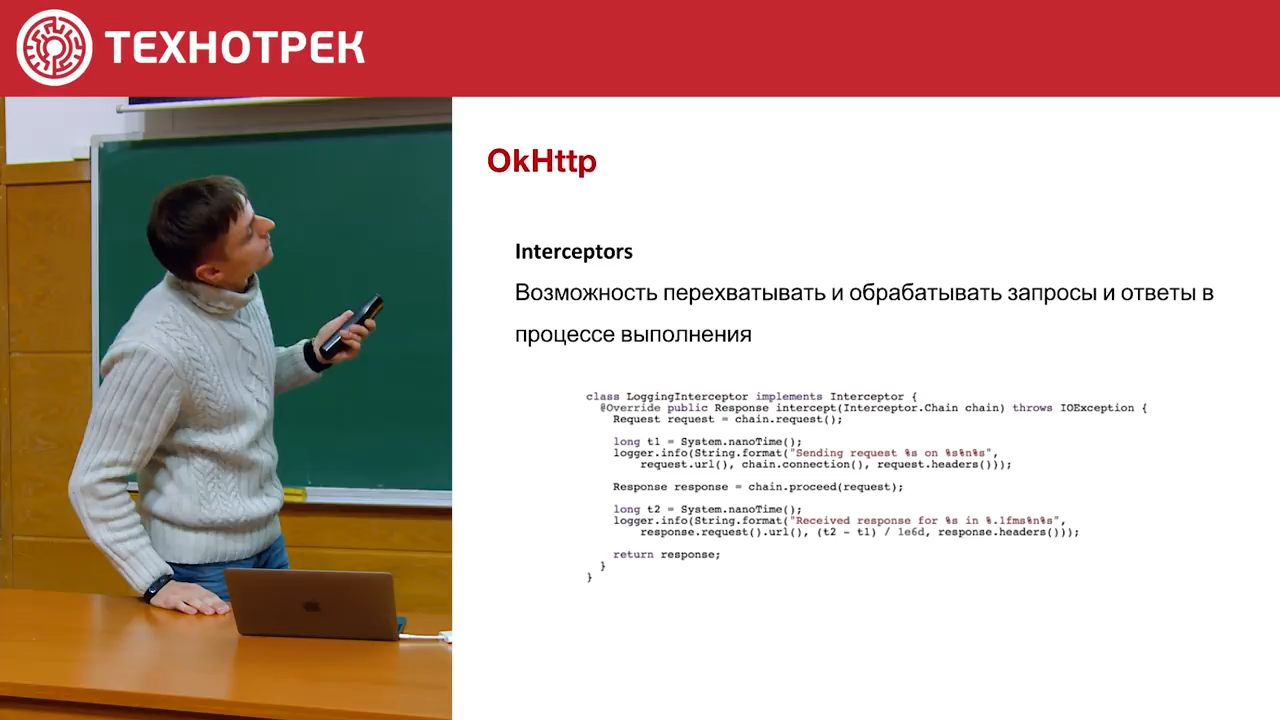 ТЕХНОТРЕК
OkHttp
Interceptors
Возможность перехватывать и обрабатывать запросы и ответы в
процессе выполнения
class LoggingInterceptor implements Interceptor {
@Override public Response intercept(Interceptor.Chain chain) throws IOException {
Request request = chain.request();
long t1 = System.nanoTime();
logger.info(String.format("Sending request %s on %s%n%s",
request.url(), chain.connection(), request.headers()));
Response response = chain.proceed(request);
long t2 = System.nanoTime();
logger.info(String.format("Received response for %s in %.1fms%n%s",
response.request().url(), (t2 - t1) / 1e6d, response.headers()));
return response;
}
}